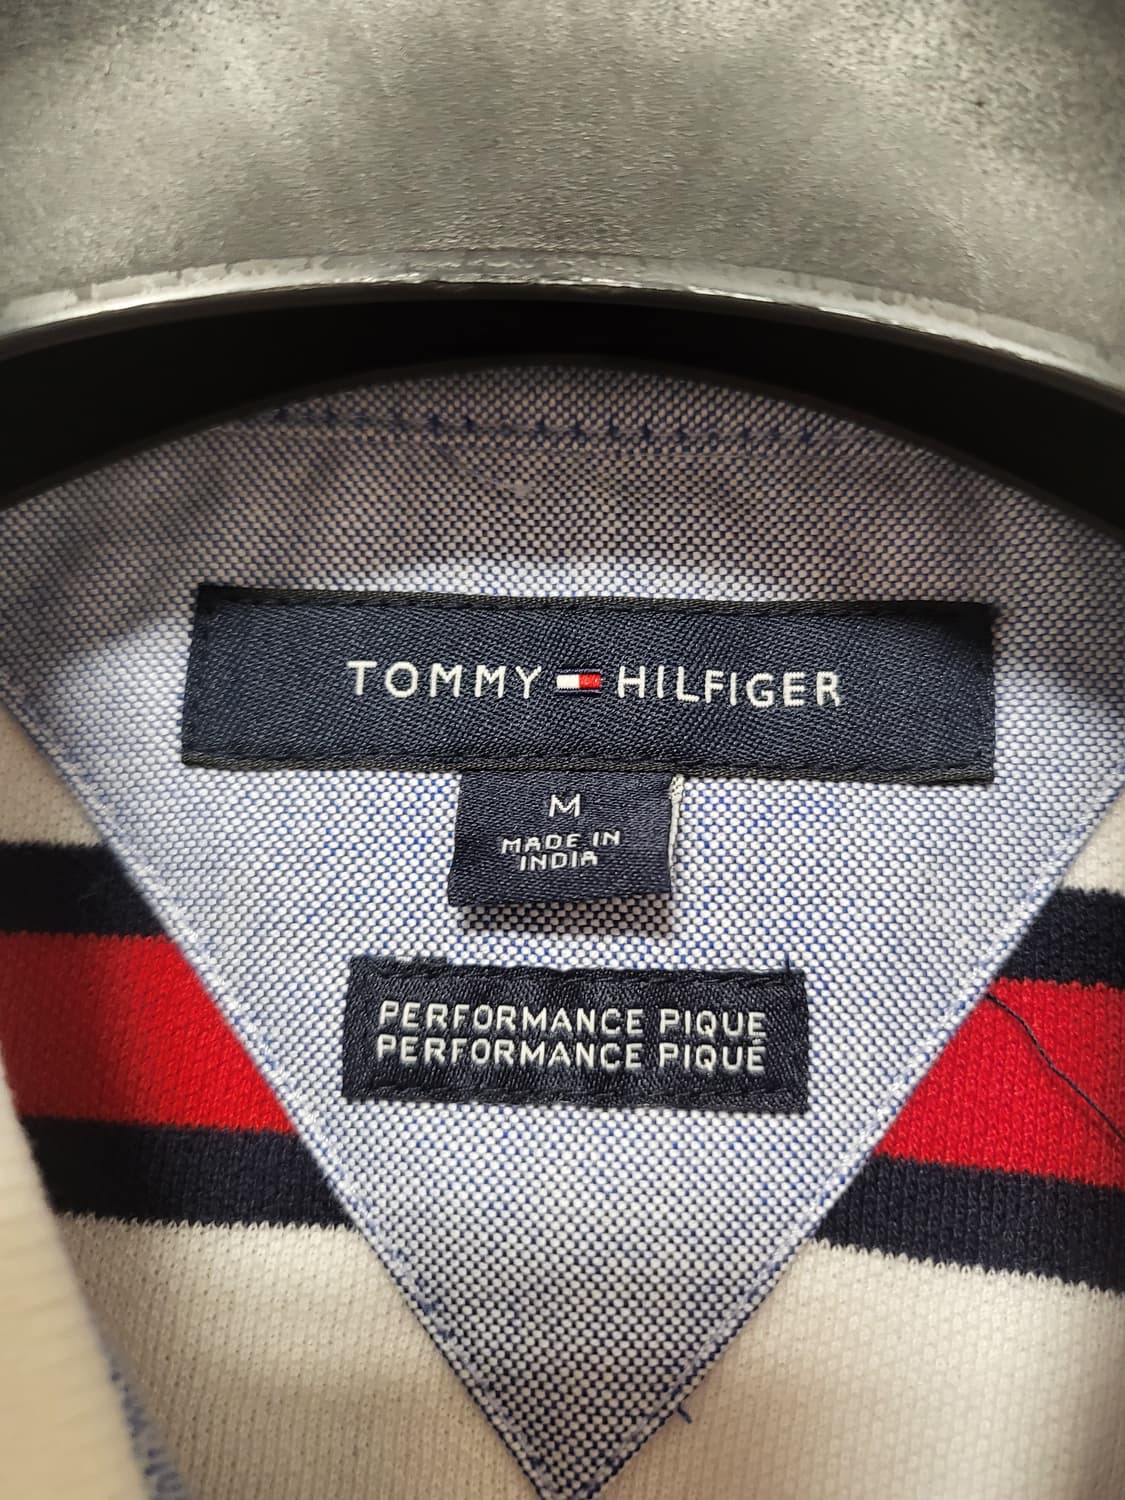 TOMMY HILFIGER
M
MADE IN
INDIA
PERFORMANCE PIQUE
PERFORMANCE PIQUÉ